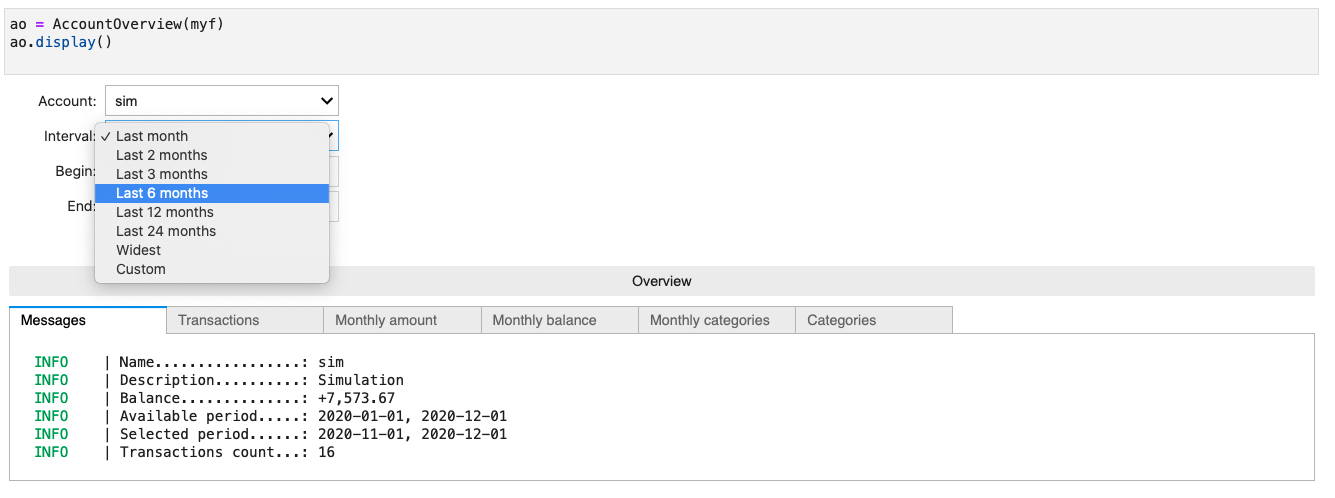 ao = AccountOverview(myf)
ao.display()
Account: sim
Interval: ✓ Last month
Last 2 months
Begin:
Last 3 months
Last 6 months
End:
Last 12 months
Last 24 months
Widest
Custom
Overview
Messages Transactions Monthly amount Monthly balance Monthly categories Categories
INFO | Name.................: sim
INFO | Description..........: Simulation
INFO | Balance..............: +7,573.67
INFO | Available period.....: 2020-01-01, 2020-12-01
INFO | Selected period......: 2020-11-01, 2020-12-01
INFO | Transactions count...: 16